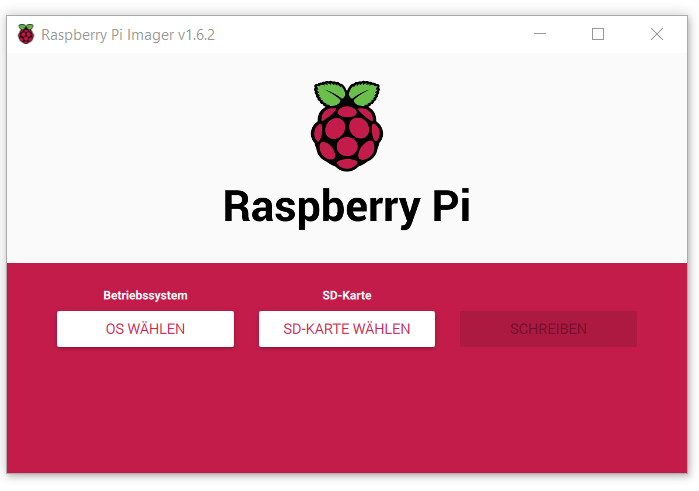 Raspberry Pi Imager v1.6.2
Raspberry Pi
Betriebssystem
SD-Karte
OS WÄHLEN
SD-KARTE WÄHLEN
SCHREIBEN